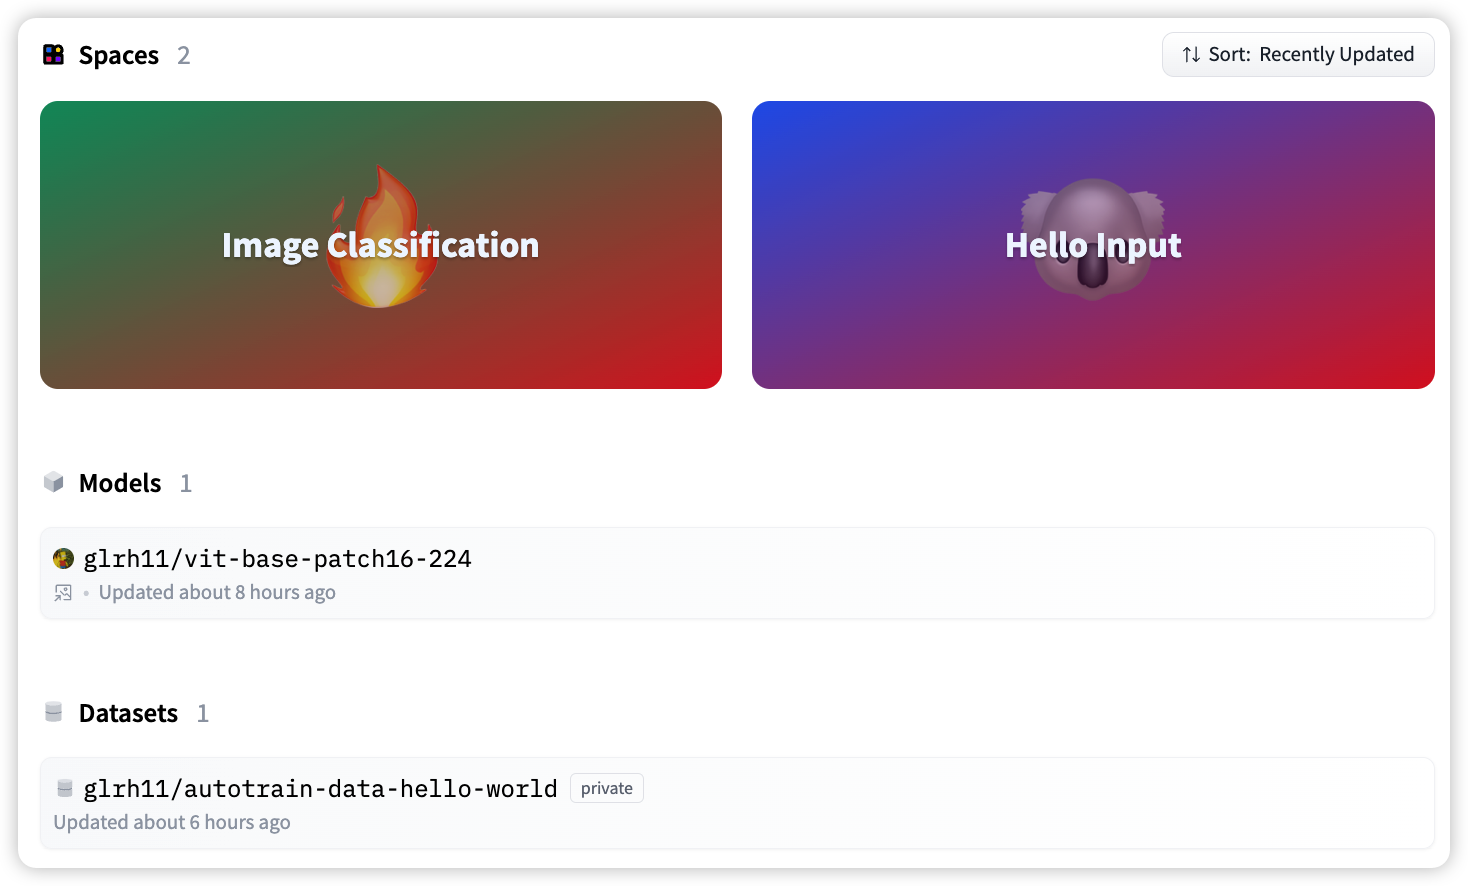 Spaces 2
Sort: Recently Updated
Image Classification
Hello Input
Models 1
glrh11/vit-base-patch16-224
• Updated about 8 hours ago
Datasets 1
glrh11/autotrain-data-hello-world private
Updated about 6 hours ago